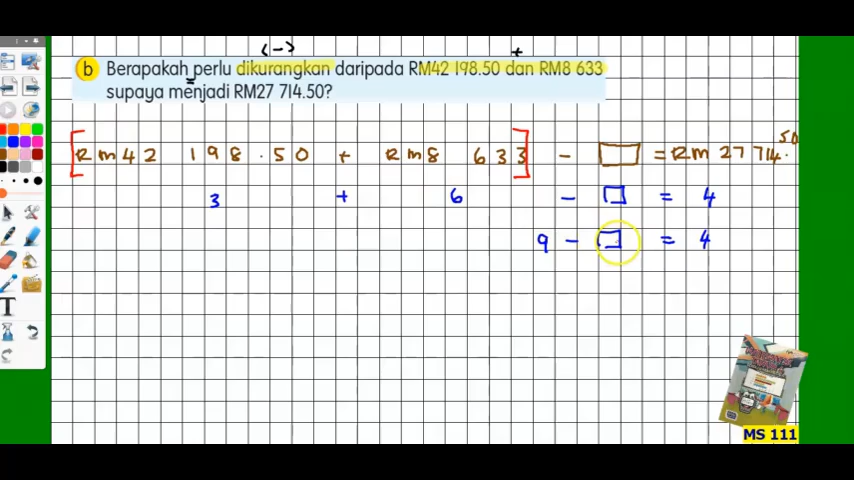 (-) +
b Berapakah perlu dikurangkan daripada RM42 198.50 dan RM8 633
supaya menjadi RM27 714.50?
[Rm42 198.50 + Rm8 633] - □ = Rm27 714.50
3 + 6 - □ = 4
9 - □ = 4
T
MS 111